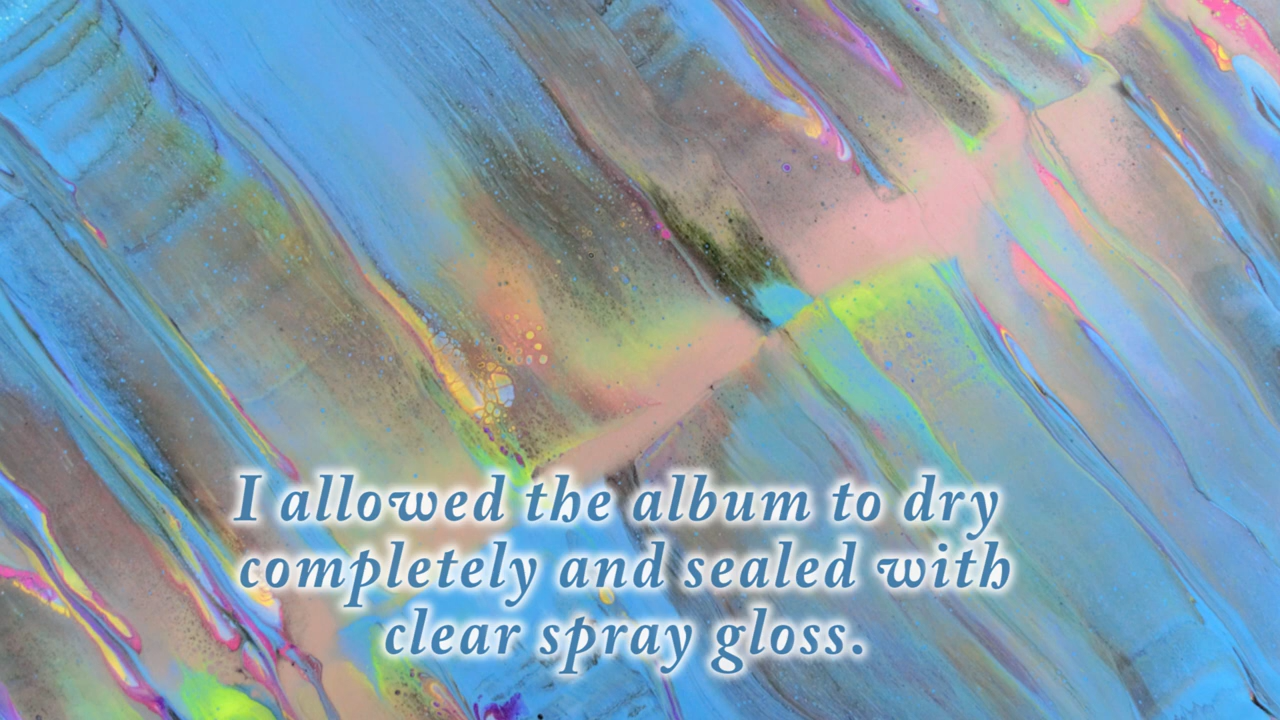 I allowed the album to dry
completely and sealed with
clear spray gloss.